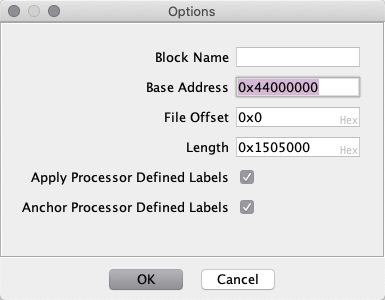 Options
Block Name
Base Address 0x44000000
File Offset 0x0 Hex
Length 0x1505000 Hex
Apply Processor Defined Labels
Anchor Processor Defined Labels
OK Cancel